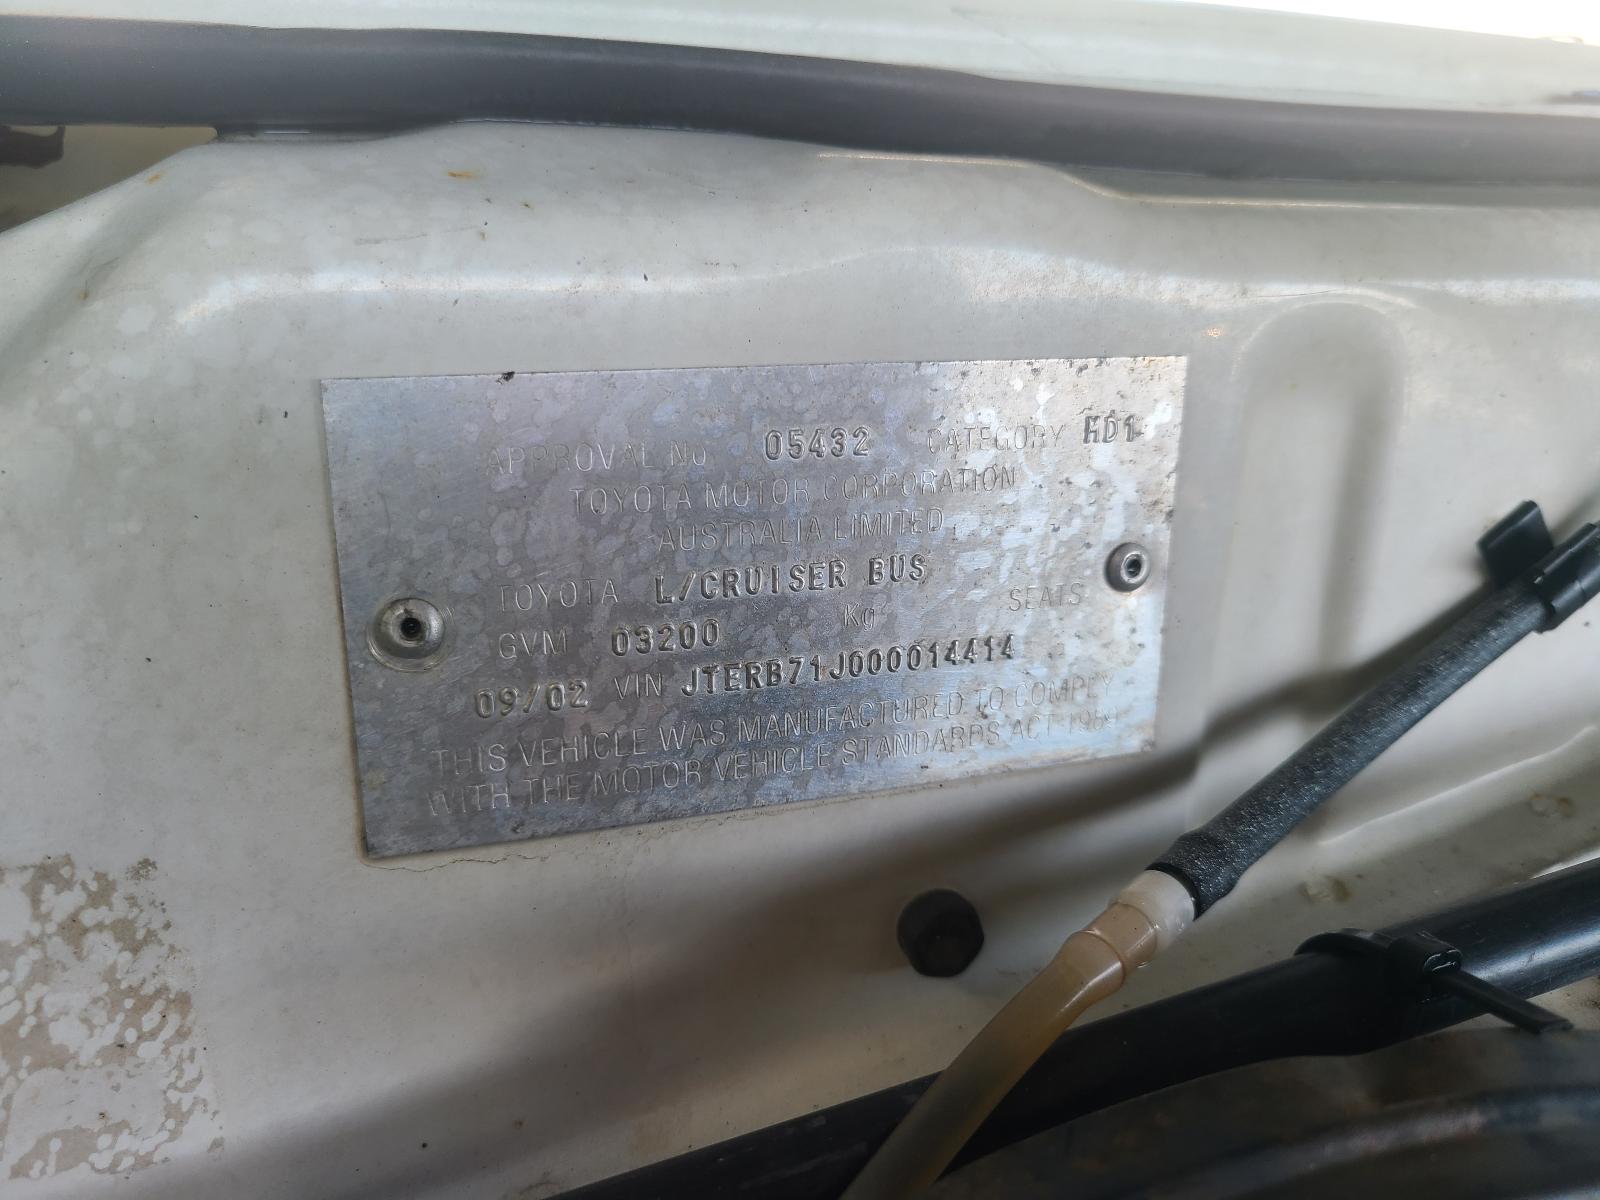 APPROVAL No 05432 CATEGORY MD1
TOYOTA MOTOR CORPORATION
AUSTRALIA LIMITED
TOYOTA L/CRUISER BUS
GVM 03200 Kg SEATS
09/02 VIN JTERB71J000014414
THIS VEHICLE WAS MANUFACTURED TO COMPLY
WITH THE MOTOR VEHICLE STANDARDS ACT 1989